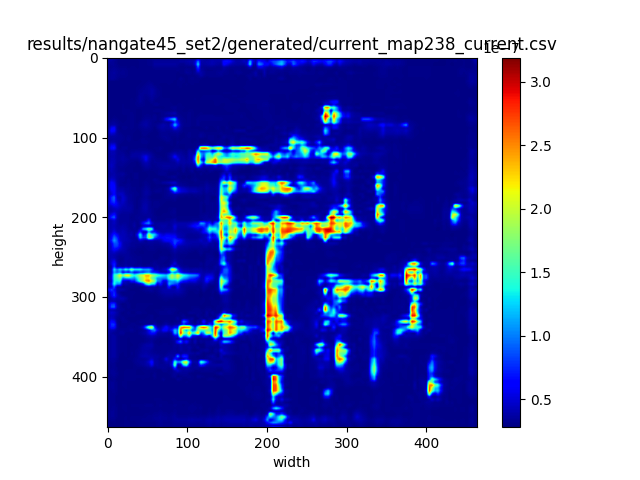 results/nangate45_set2/generated/current_map238_current.csv
1e−7
0
100
200
300
400
height
0 100 200 300 400
width
3.0
2.5
2.0
1.5
1.0
0.5